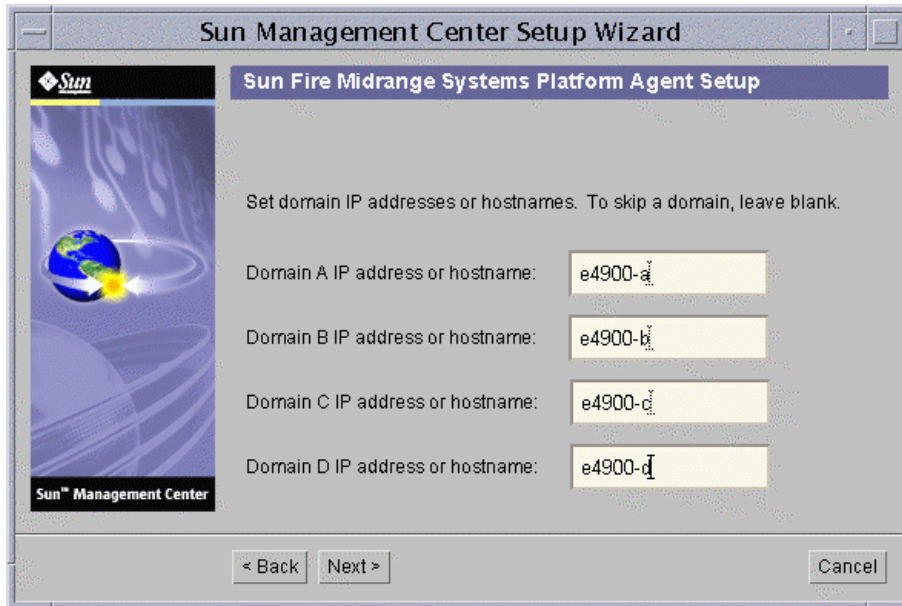 Sun Management Center Setup Wizard
Sun
Sun Fire Midrange Systems Platform Agent Setup
Set domain IP addresses or hostnames. To skip a domain, leave blank.
Domain A IP address or hostname: e4900-a
Domain B IP address or hostname: e4900-b
Domain C IP address or hostname: e4900-c
Domain D IP address or hostname: e4900-d
Sun™ Management Center
< Back Next > Cancel